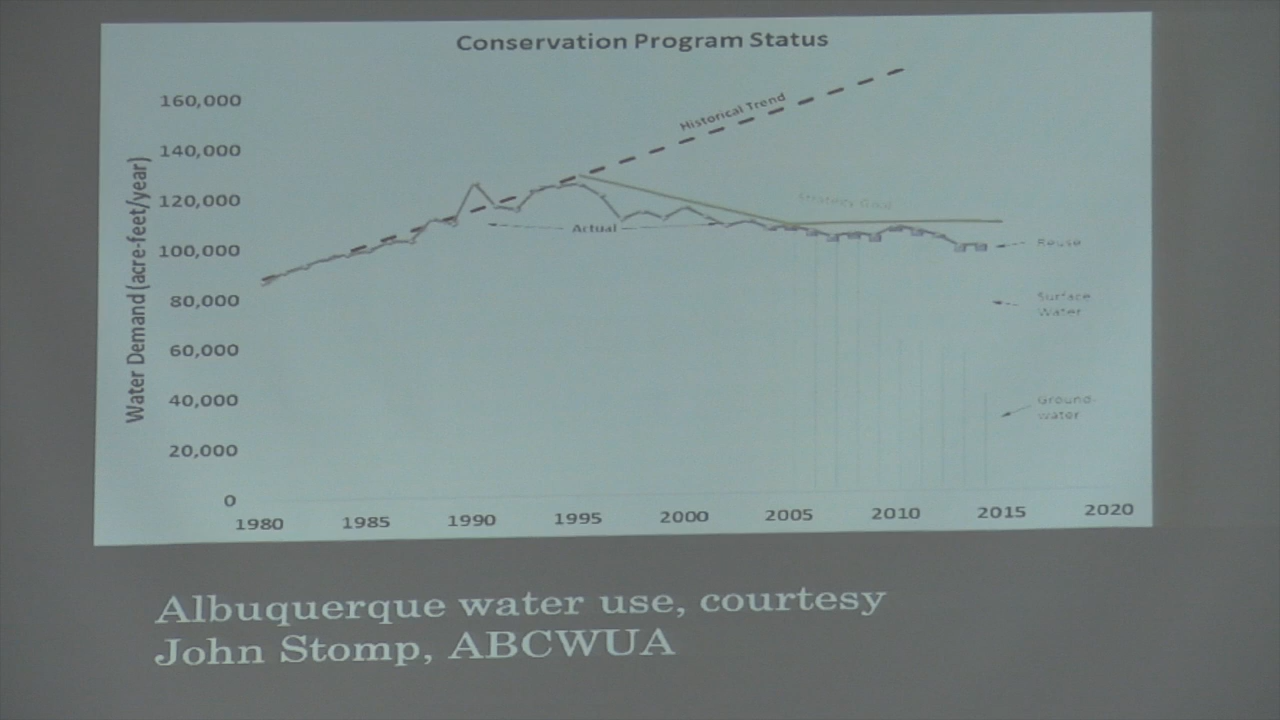 Conservation Program Status
160,000
140,000
120,000
100,000
80,000
60,000
40,000
20,000
0
Water Demand (acre-feet/year)
Historical Trend
Strategy Goal
Actual
Reuse
Surface
Water
Ground-
water
1980 1985 1990 1995 2000 2005 2010 2015 2020
Albuquerque water use, courtesy
John Stomp, ABCWUA